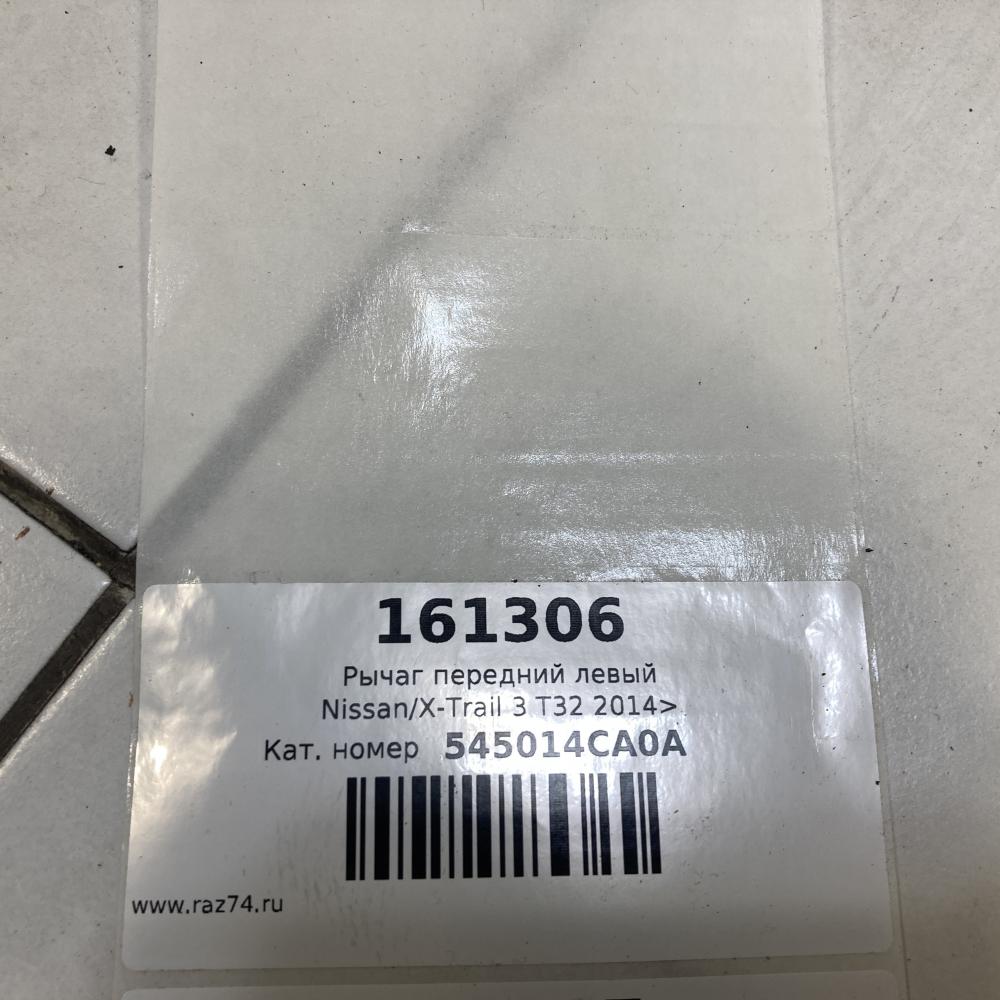 161306
Рычаг передний левый
Nissan/X-Trail 3 T32 2014>
Кат. номер 545014CA0A
www.raz74.ru